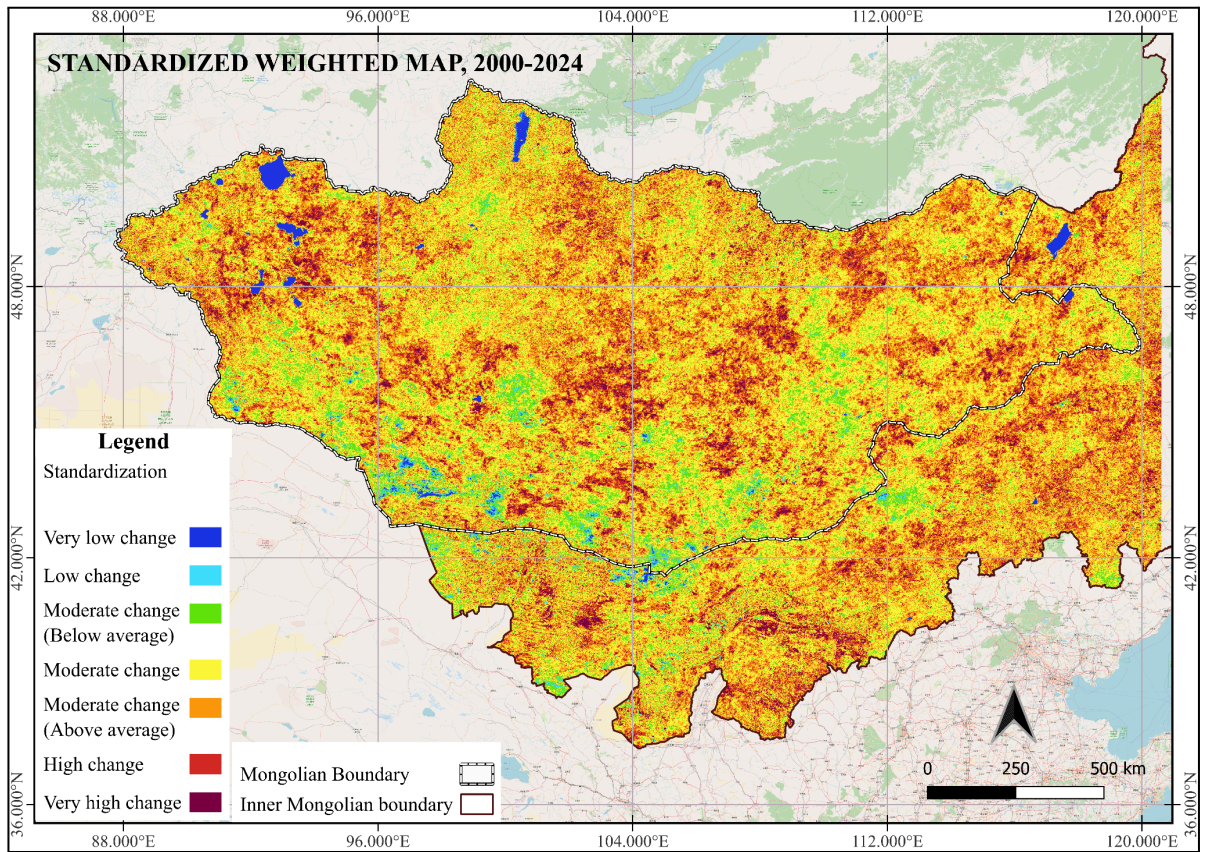 88.000°E 96.000°E 104.000°E 112.000°E 120.000°E
STANDARDIZED WEIGHTED MAP, 2000-2024
48.000°N 48.000°N
Legend
Standardization
Very low change
Low change
Moderate change
(Below average)
Moderate change
Moderate change
(Above average)
High change
Very high change
Mongolian Boundary
Inner Mongolian boundary
42.000°N 42.000°N
0 250 500 km
36.000°N 36.000°N
88.000°E 96.000°E 104.000°E 112.000°E 120.000°E